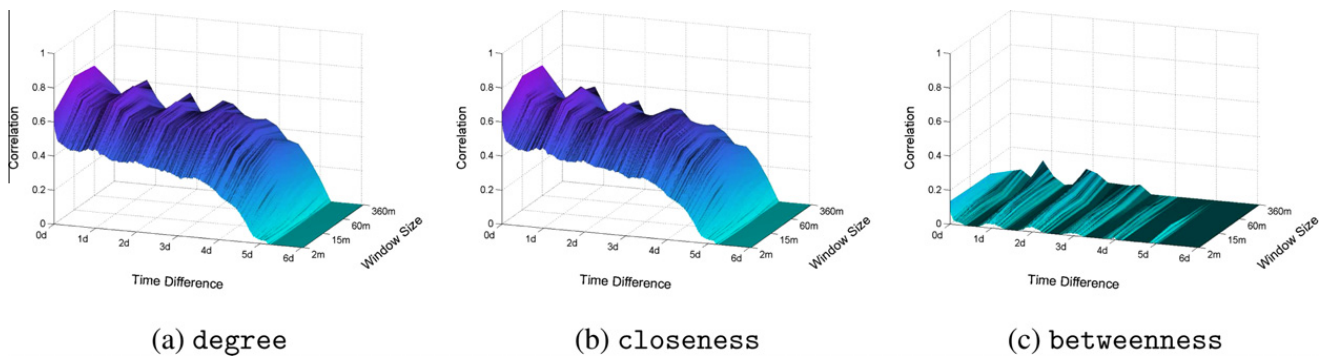 1
0.8
0.6
0.4
0.2
0
Correlation
0d
1d
2d
3d
4d
5d
6d
Time Difference
2m
15m
60m
360m
Window Size
(a) degree
1
0.8
0.6
0.4
0.2
0
Correlation
0d
1d
2d
3d
4d
5d
6d
Time Difference
2m
15m
60m
360m
Window Size
(b) closeness
1
0.8
0.6
0.4
0.2
0
Correlation
0d
1d
2d
3d
4d
5d
6d
Time Difference
2m
15m
60m
360m
Window Size
(c) betweenness